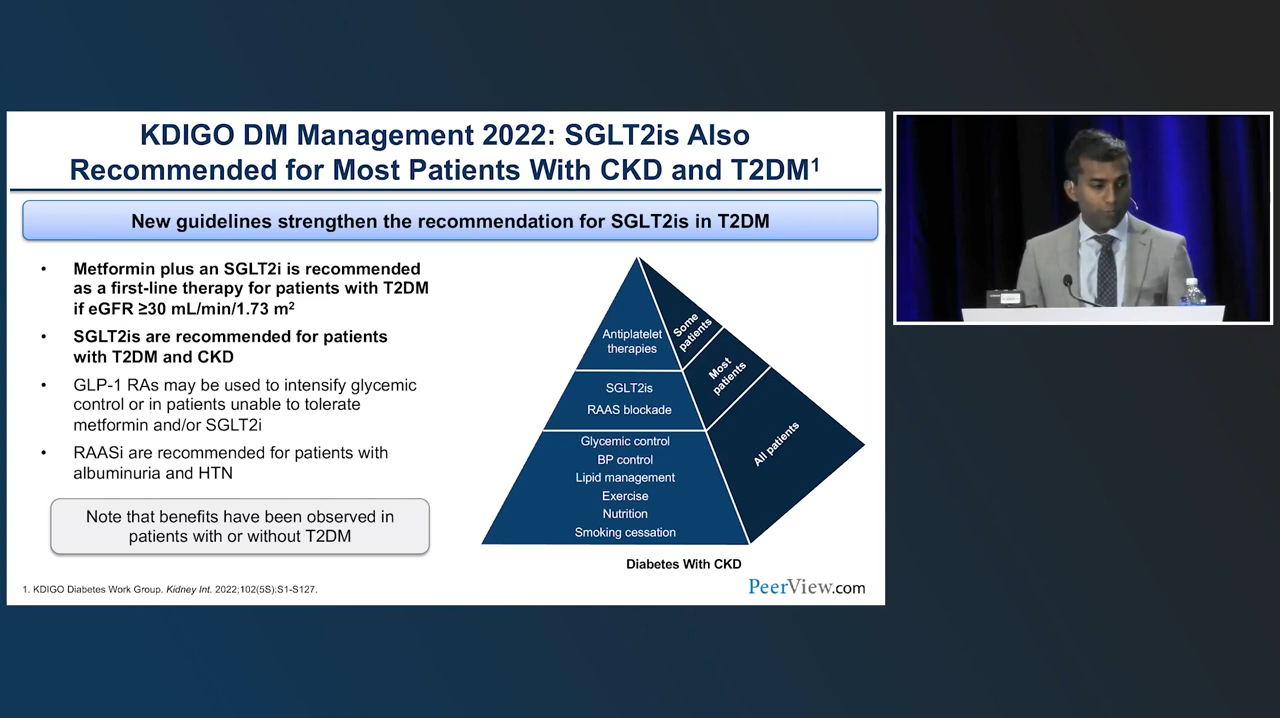 KDIGO DM Management 2022: SGLT2is Also
Recommended for Most Patients With CKD and T2DM¹
New guidelines strengthen the recommendation for SGLT2is in T2DM
• Metformin plus an SGLT2i is recommended
as a first-line therapy for patients with T2DM
if eGFR ≥30 mL/min/1.73 m²
• SGLT2is are recommended for patients
with T2DM and CKD
• GLP-1 RAs may be used to intensify glycemic
control or in patients unable to tolerate
metformin and/or SGLT2i
• RAASi are recommended for patients with
albuminuria and HTN
Note that benefits have been observed in
patients with or without T2DM
Antiplatelet
therapies
Some
patients
SGLT2is
RAAS blockade
Most
patients
Glycemic control
BP control
Lipid management
Exercise
Nutrition
Smoking cessation
All patients
Diabetes With CKD
1. KDIGO Diabetes Work Group. Kidney Int. 2022;102(5S):S1-S127.
PeerView.com